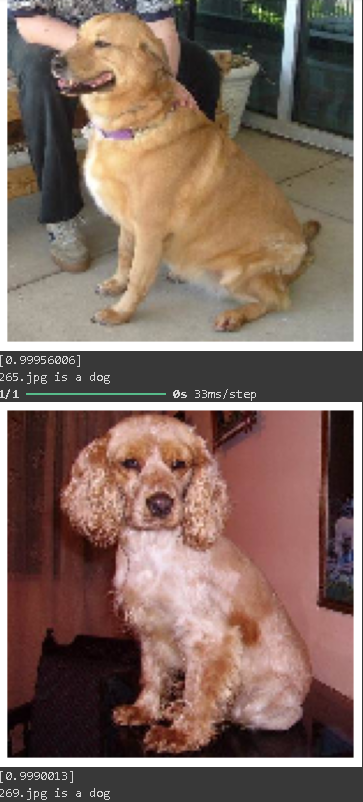 [0.99956006]
265.jpg is a dog
1/1 0s 33ms/step
[0.9990013]
269.jpg is a dog